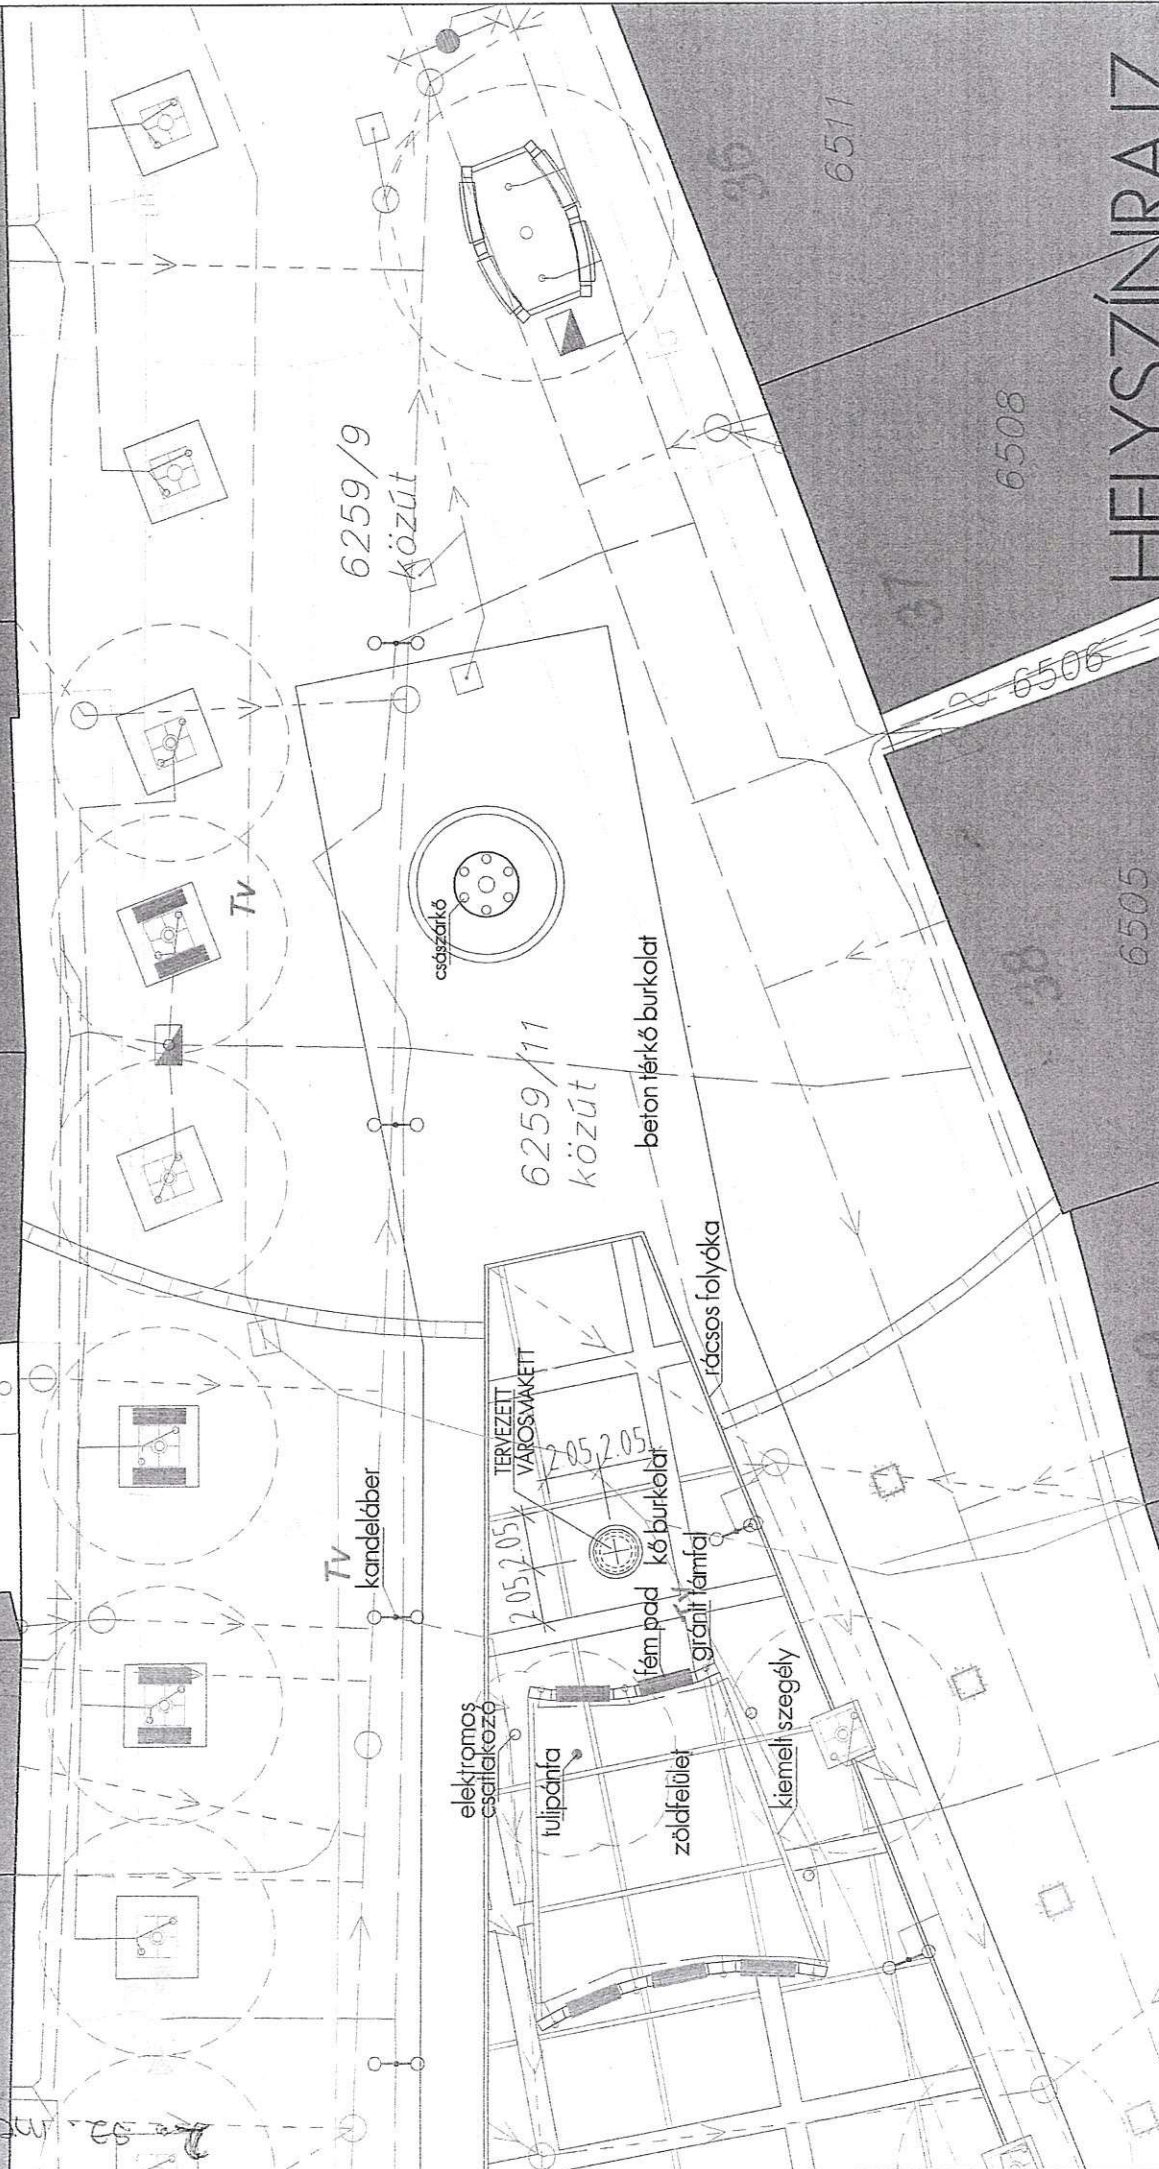 HELYSZÍNRAJZ
6511
36
6508
37
6506
6505
38
6259/9
közút
Tv
császárkő
6259/11
közút
beton térkő burkolat
rácsos folyóka
TERVEZETT
VÁROSMAKETT
2.05 2.05
2.05 2.05
kő burkolat
Tv
kandeláber
fém pad
gránit támfal
elektromos
csatlakozó
tulipánfa
zöldfelület
kiemelt szegély